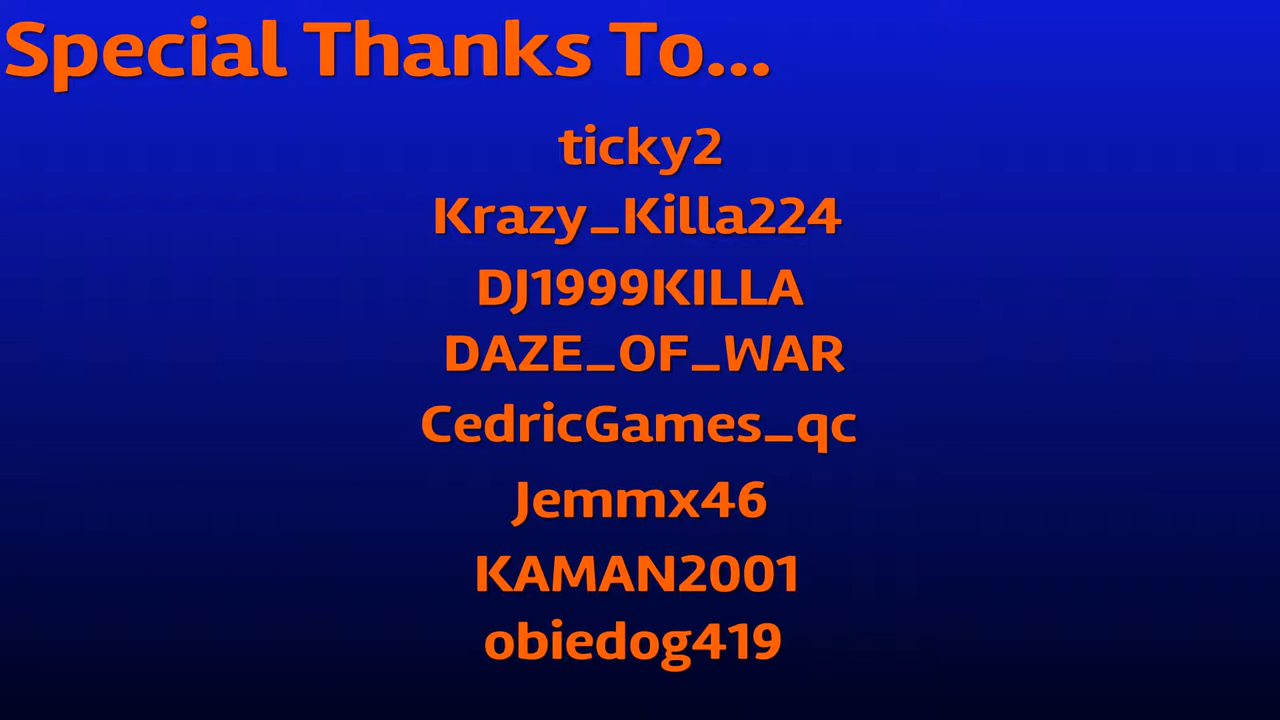 Special Thanks To...
ticky2
Krazy_Killa224
DJ1999KILLA
DAZE_OF_WAR
CedricGames_qc
Jemmx46
KAMAN2001
obiedog419